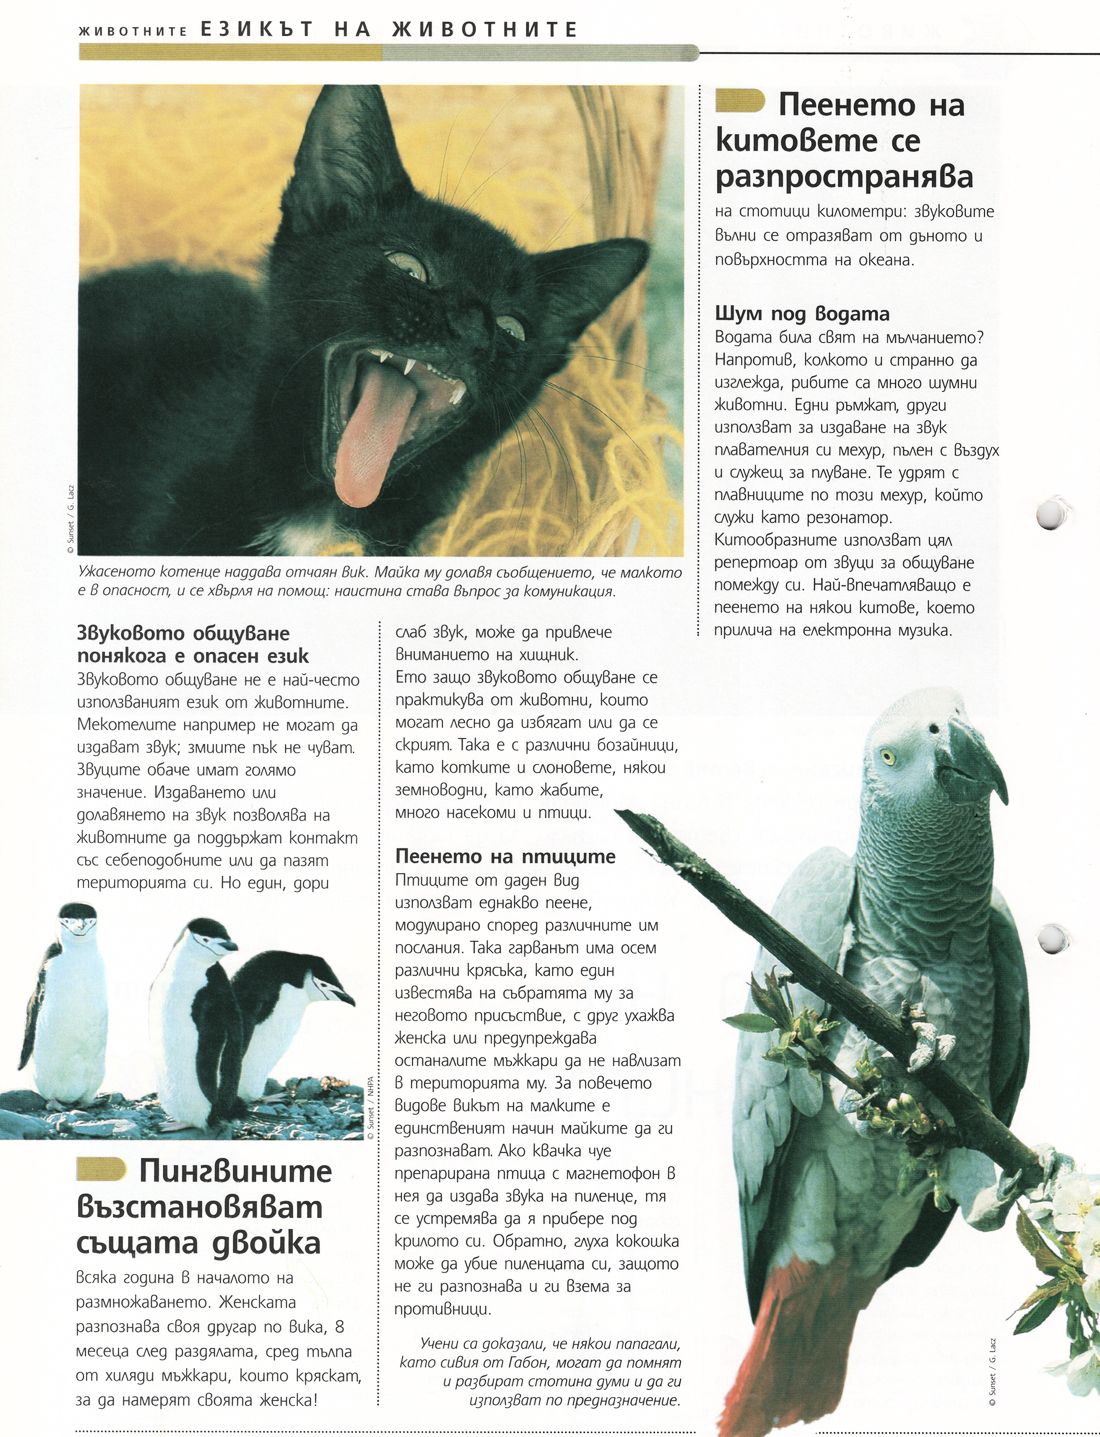 ЖИВОТНИТЕ ЕЗИКЪТ НА ЖИВОТНИТЕ
© Sunset / G. Lacz
Ужасеното котенце наддава отчаян вик. Майка му долавя съобщението, че малкото
е в опасност, и се хвърля на помощ: наистина става въпрос за комуникация.
Звуковото общуване
понякога е опасен език
Звуковото общуване не е най-често
използваният език от животните.
Мекотелите например не могат да
издават звук; змиите пък не чуват.
Звуците обаче имат голямо
значение. Издаването или
долавянето на звук позволява на
животните да поддържат контакт
със себеподобните или да пазят
територията си. Но един, дори
© Sunset / NHPA
Пингвините
възстановяват
същата двойка
Всяка година в началото на
размножаването. Женската
разпознава своя другар по вика, 8
месеца след раздялата, сред тълпа
от хиляди мъжкари, които кряскат,
за да намерят своята женска!
слаб звук, може да привлече
вниманието на хищник.
Ето защо звуковото общуване се
практикува от животни, които
могат лесно да избягат или да се
скрият. Така е с различни бозайници,
като котките и слоновете, някои
земноводни, като жабите,
много насекоми и птици.
Пеенето на птиците
Птиците от даден вид
използват еднакво пеене,
модулирано според различните им
послания. Така гарванът има осем
различни крясъка, като един
известява на събратята му за
неговото присъствие, с друг ухажва
женска или предупреждава
останалите мъжкари да не навлизат
в територията му. За повечето
видове викът на малките е
единственият начин майките да ги
разпознават. Ако квачка чуе
препарирана птица с магнетофон в
нея да издава звука на пиленце, тя
се устремява да я прибере под
крилото си. Обратно, глуха кокошка
може да убие пиленцата си, защото
не ги разпознава и ги взема за
противници.
Учени са доказали, че някои папагали,
като сивия от Габон, могат да помнят
и разбират стотина думи и да ги
използват по предназначение.
Пеенето на
китовете се
разпространява
на стотици километри: звуковите
вълни се отразяват от дъното и
повърхността на океана.
Шум под водата
Водата била свят на мълчанието?
Напротив, колкото и странно да
изглежда, рибите са много шумни
животни. Едни ръмжат, други
използват за издаване на звук
плавателния си мехур, пълен с въздух
и служещ за плуване. Те удрят с
плавниците по този мехур, който
служи като резонатор.
Китообразните използват цял
репертоар от звуци за общуване
помежду си. Най-впечатляващо е
пеенето на някои китове, което
прилича на електронна музика.
© Sunset / G. Lacz